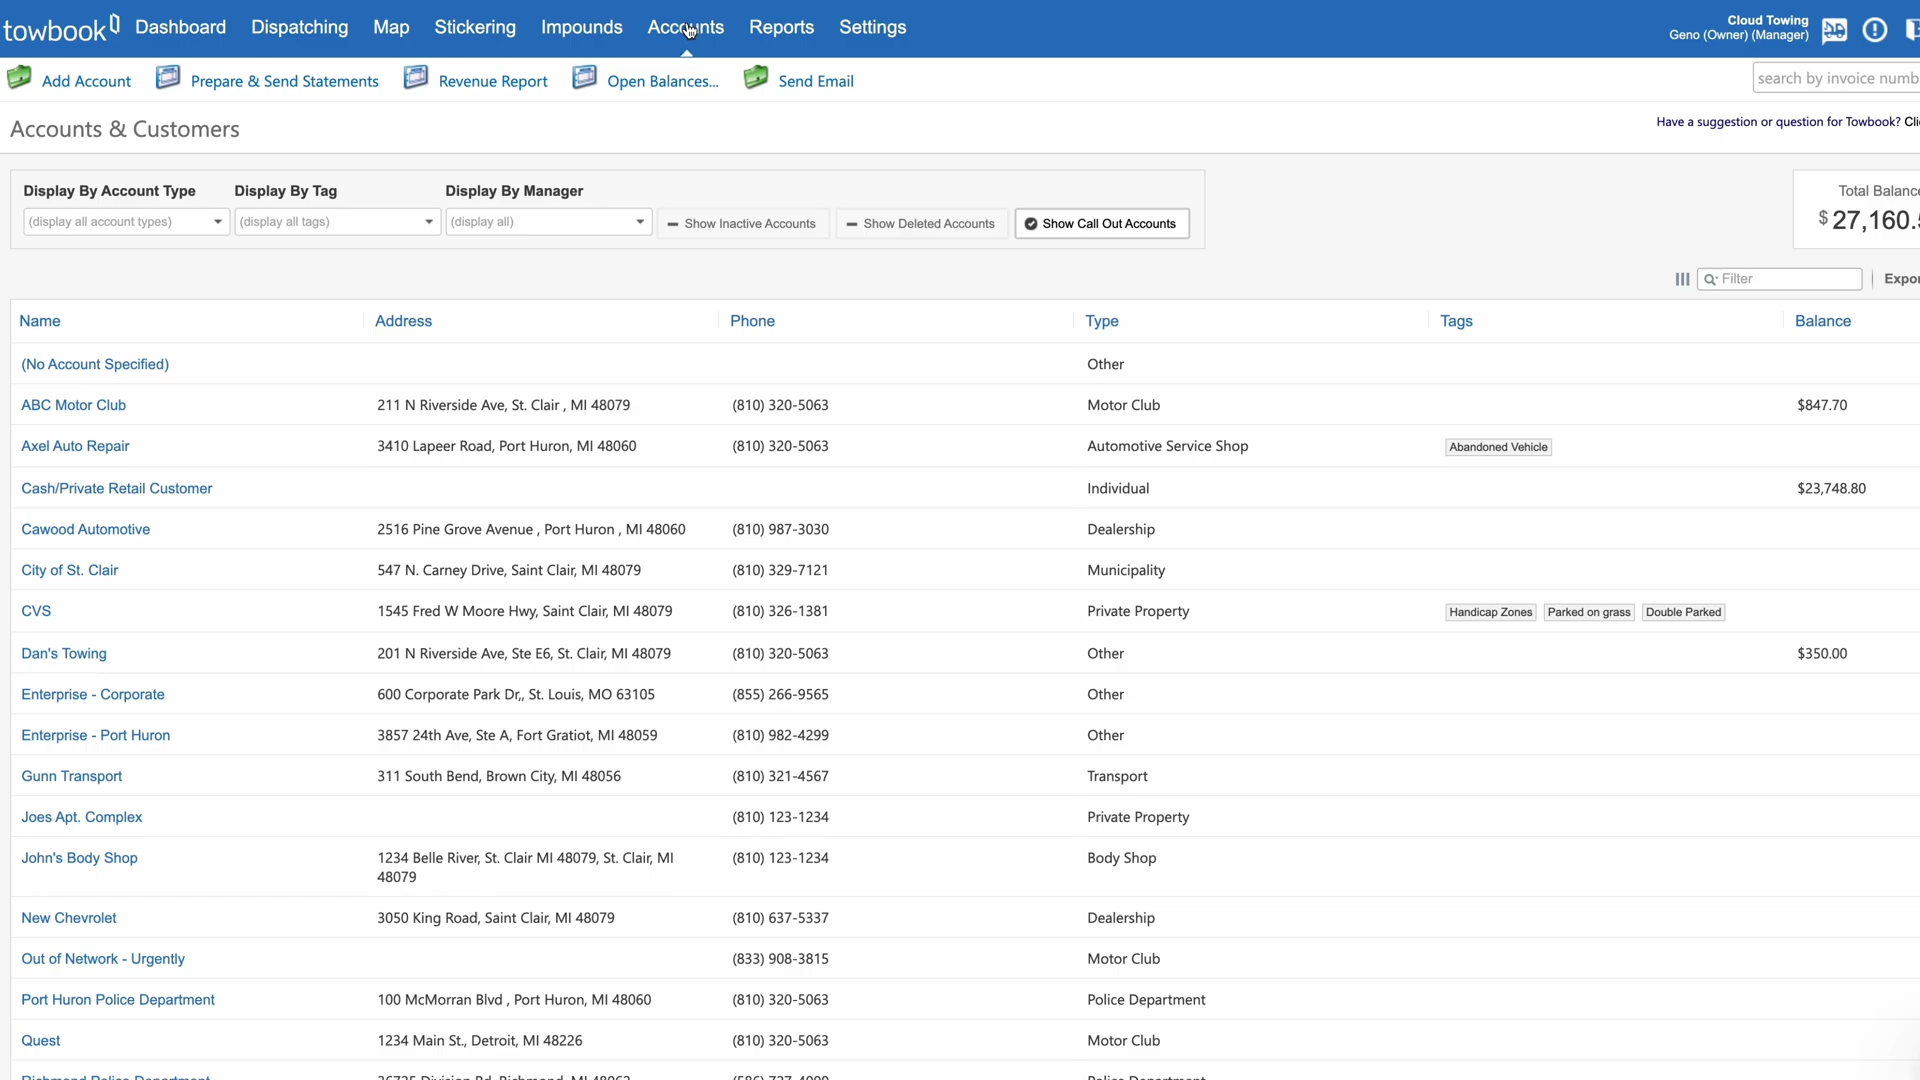 towbook Dashboard Dispatching Map Stickering Impounds Accounts Reports Settings
Cloud Towing
Geno (Owner) (Manager)
Add Account Prepare & Send Statements Revenue Report Open Balances... Send Email search by invoice numb
Accounts & Customers
Have a suggestion or question for Towbook? Cli
Display By Account Type Display By Tag Display By Manager
(display all account types) (display all tags) (display all) Show Inactive Accounts Show Deleted Accounts Show Call Out Accounts
Total Balance
$27,160.5
Filter Expor
Name Address Phone Type Tags Balance
(No Account Specified) Other
ABC Motor Club 211 N Riverside Ave, St. Clair , MI 48079 (810) 320-5063 Motor Club $847.70
Axel Auto Repair 3410 Lapeer Road, Port Huron, MI 48060 (810) 320-5063 Automotive Service Shop Abandoned Vehicle
Cash/Private Retail Customer Individual $23,748.80
Cawood Automotive 2516 Pine Grove Avenue , Port Huron , MI 48060 (810) 987-3030 Dealership
City of St. Clair 547 N. Carney Drive, Saint Clair, MI 48079 (810) 329-7121 Municipality
CVS 1545 Fred W Moore Hwy, Saint Clair, MI 48079 (810) 326-1381 Private Property Handicap Zones Parked on grass Double Parked
Dan's Towing 201 N Riverside Ave, Ste E6, St. Clair, MI 48079 (810) 320-5063 Other $350.00
Enterprise - Corporate 600 Corporate Park Dr,, St. Louis, MO 63105 (855) 266-9565 Other
Enterprise - Port Huron 3857 24th Ave, Ste A, Fort Gratiot, MI 48059 (810) 982-4299 Other
Gunn Transport 311 South Bend, Brown City, MI 48056 (810) 321-4567 Transport
Joes Apt. Complex (810) 123-1234 Private Property
John's Body Shop 1234 Belle River, St. Clair MI 48079, St. Clair, MI (810) 123-1234 Body Shop
48079
New Chevrolet 3050 King Road, Saint Clair, MI 48079 (810) 637-5337 Dealership
Out of Network - Urgently (833) 908-3815 Motor Club
Port Huron Police Department 100 McMorran Blvd , Port Huron, MI 48060 (810) 320-5063 Police Department
Quest 1234 Main St., Detroit, MI 48226 (810) 320-5063 Motor Club